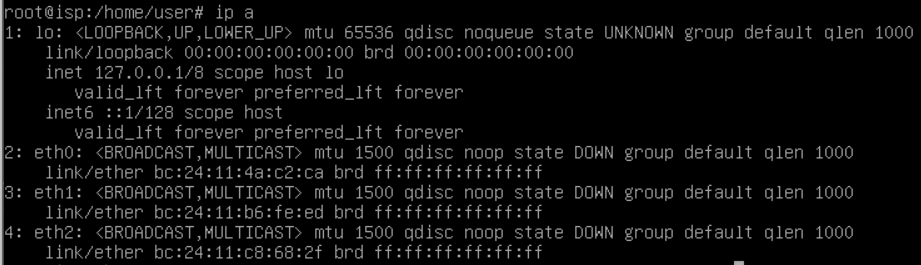 root@isp:/home/user# ip a
1: lo: <LOOPBACK,UP,LOWER_UP> mtu 65536 qdisc noqueue state UNKNOWN group default qlen 1000
    link/loopback 00:00:00:00:00:00 brd 00:00:00:00:00:00
    inet 127.0.0.1/8 scope host lo
       valid_lft forever preferred_lft forever
    inet6 ::1/128 scope host
       valid_lft forever preferred_lft forever
2: eth0: <BROADCAST,MULTICAST> mtu 1500 qdisc noop state DOWN group default qlen 1000
    link/ether bc:24:11:4a:c2:ca brd ff:ff:ff:ff:ff:ff
3: eth1: <BROADCAST,MULTICAST> mtu 1500 qdisc noop state DOWN group default qlen 1000
    link/ether bc:24:11:b6:fe:ed brd ff:ff:ff:ff:ff:ff
4: eth2: <BROADCAST,MULTICAST> mtu 1500 qdisc noop state DOWN group default qlen 1000
    link/ether bc:24:11:c8:68:2f brd ff:ff:ff:ff:ff:ff